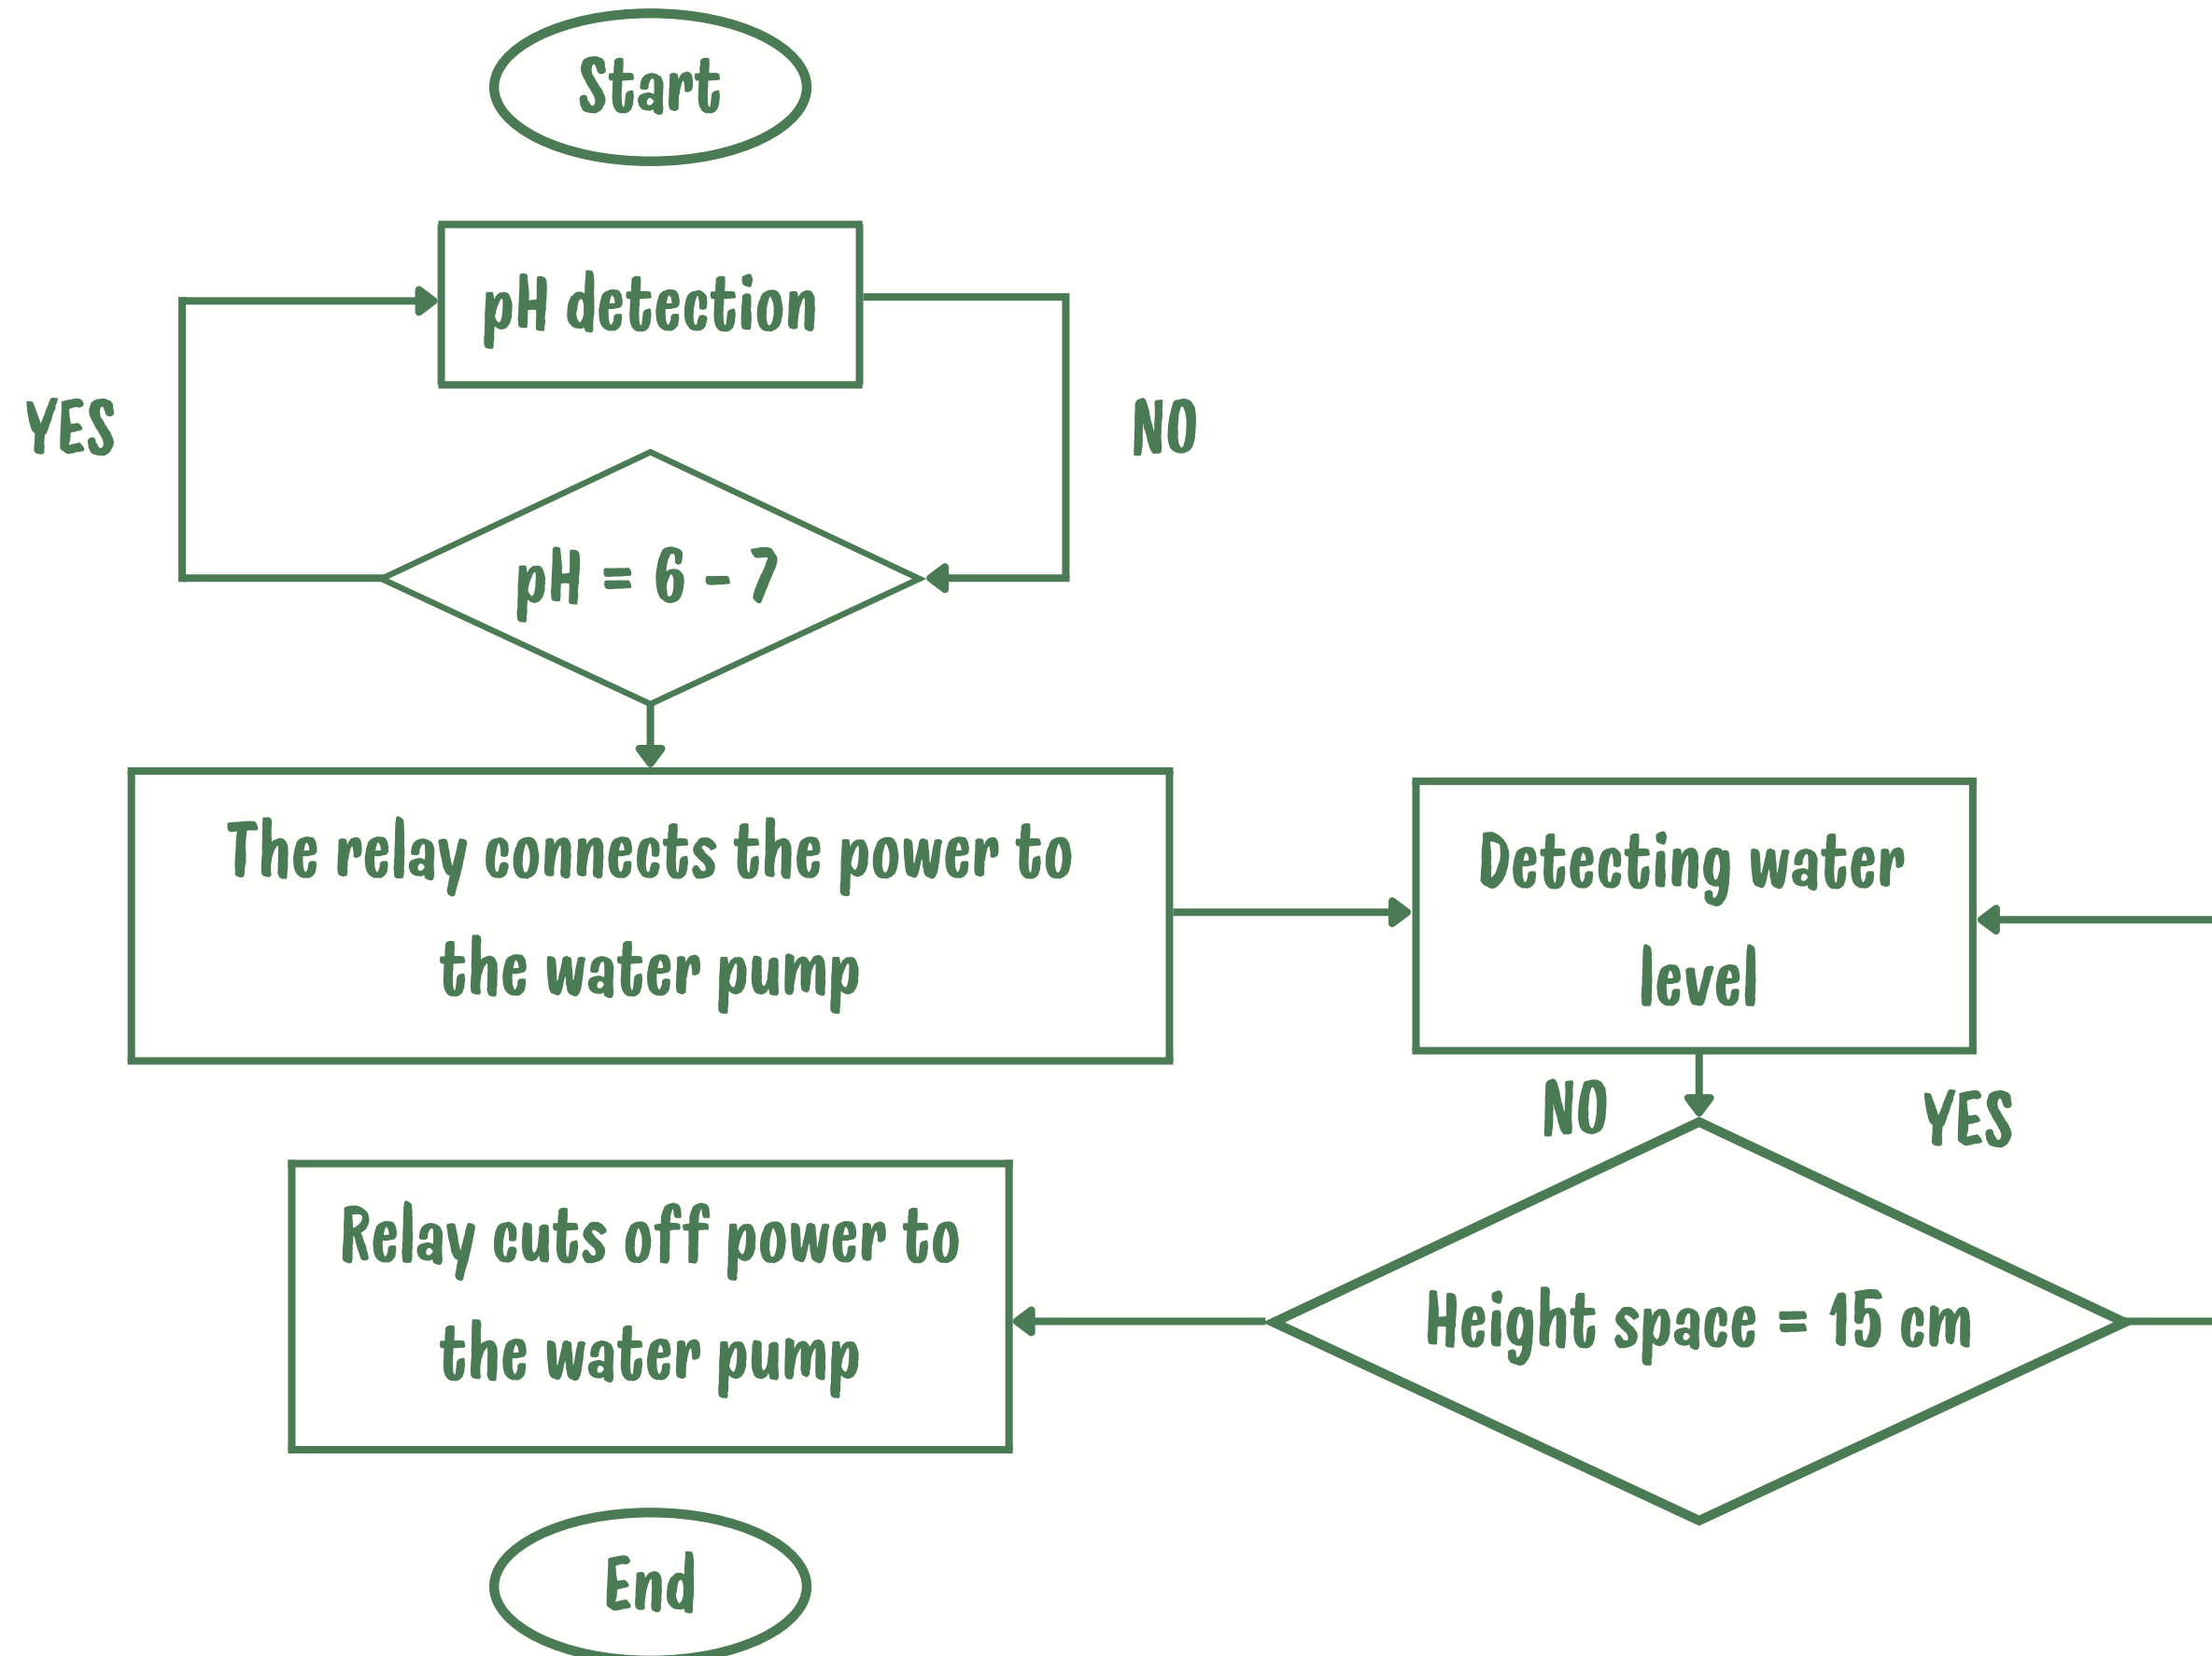 Start
pH detection
YES
NO
pH = 6 - 7
The relay connects the power to
the water pump
Detecting water
level
NO
YES
Relay cuts off power to
the water pump
Height space = 15 cm
End